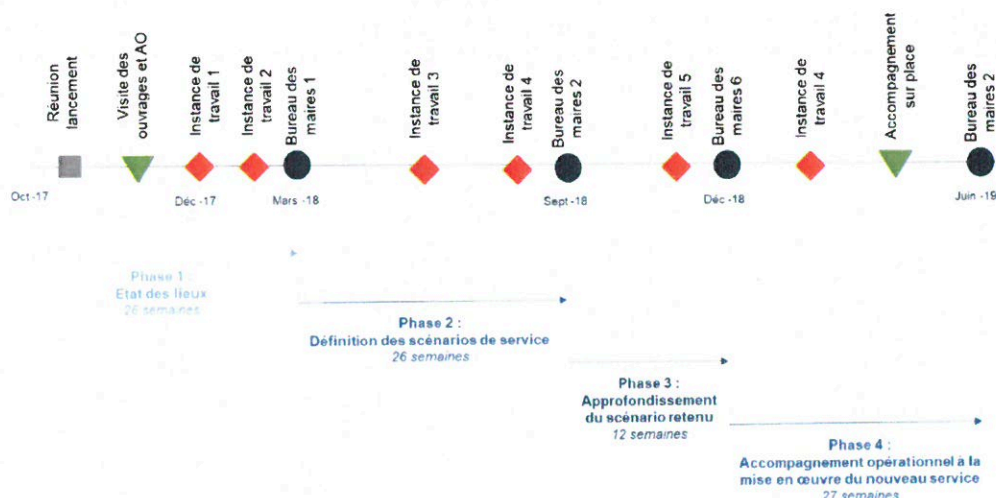 Réunion
lancement
Visite des
ouvrages et AO
Instance de
travail 1
Instance de
travail 2
Bureau des
maires 1
Instance de
travail 3
Instance de
travail 4
Bureau des
maires 2
Instance de
travail 5
Bureau des
maires 6
Instance de
travail 4
Accompagnement
sur place
Bureau des
maires 2
Oct -17
Déc -17
Mars -18
Sept -18
Déc -18
Juin -19
Phase 1 :
Etat des lieux
26 semaines
Phase 2 :
Définition des scénarios de service
26 semaines
Phase 3 :
Approfondissement
du scénario retenu
12 semaines
Phase 4 :
Accompagnement opérationnel à la
mise en œuvre du nouveau service
27 semaines